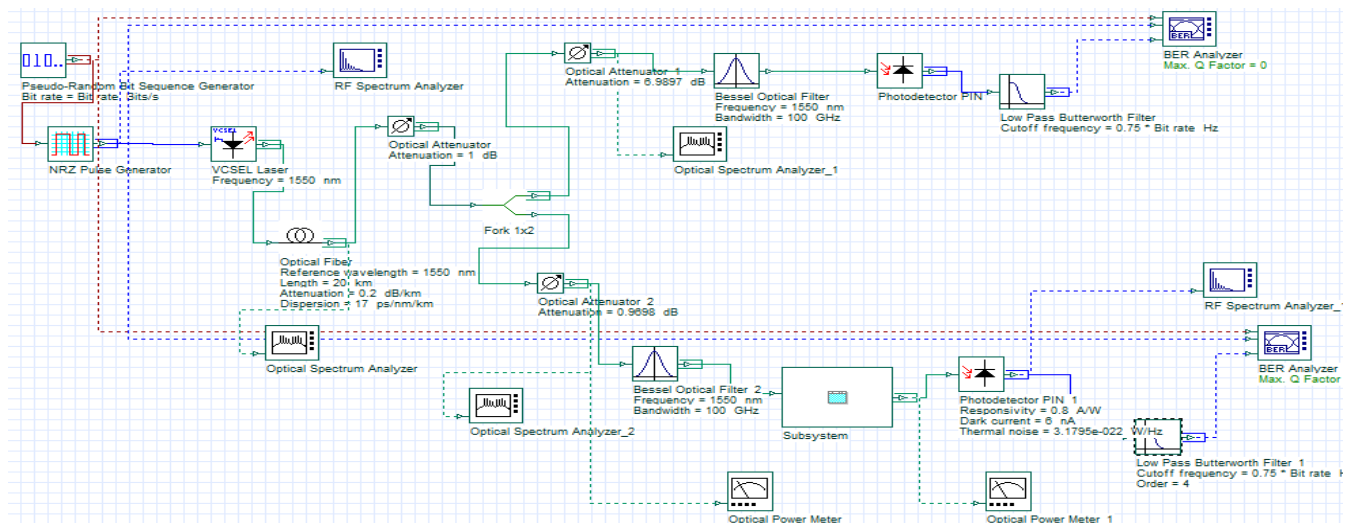 010..
Pseudo-Random Bit Sequence Generator
Bit rate = Bit rate Bits/s
NRZ Pulse Generator
VCSEL
VCSEL Laser
Frequency = 1550 nm
RF Spectrum Analyzer
Optical Attenuator
Attenuation = 1 dB
Optical Fiber
Reference wavelength = 1550 nm
Length = 20 km
Attenuation = 0.2 dB/km
Dispersion = 17 ps/nm/km
Optical Spectrum Analyzer
Fork 1x2
Optical Attenuator_1
Attenuation = 6.9897 dB
Optical Spectrum Analyzer_1
Bessel Optical Filter
Frequency = 1550 nm
Bandwidth = 100 GHz
Photodetector PIN
Low Pass Butterworth Filter
Cutoff frequency = 0.75 * Bit rate Hz
BER
BER Analyzer
Max. Q Factor = 0
Optical Attenuator_2
Attenuation = 0.9698 dB
Optical Spectrum Analyzer_2
Bessel Optical Filter_2
Frequency = 1550 nm
Bandwidth = 100 GHz
Subsystem
Photodetector PIN_1
Responsivity = 0.8 A/W
Dark current = 6 nA
Thermal noise = 3.1795e-022 W/Hz
RF Spectrum Analyzer_
BER
BER Analyzer
Max. Q Factor
Low Pass Butterworth Filter_1
Cutoff frequency = 0.75 * Bit rate
Order = 4
Optical Power Meter
Optical Power Meter_1